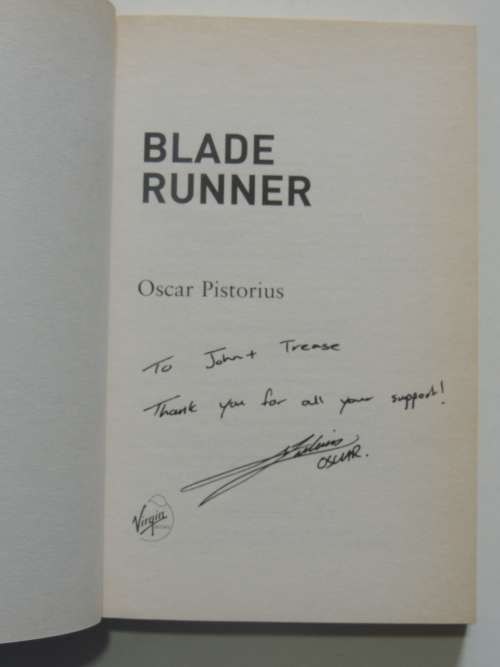 BLADE
RUNNER
Oscar Pistorius
To John + Trease
Thank you for all your support!
OSCAR.
Virgin